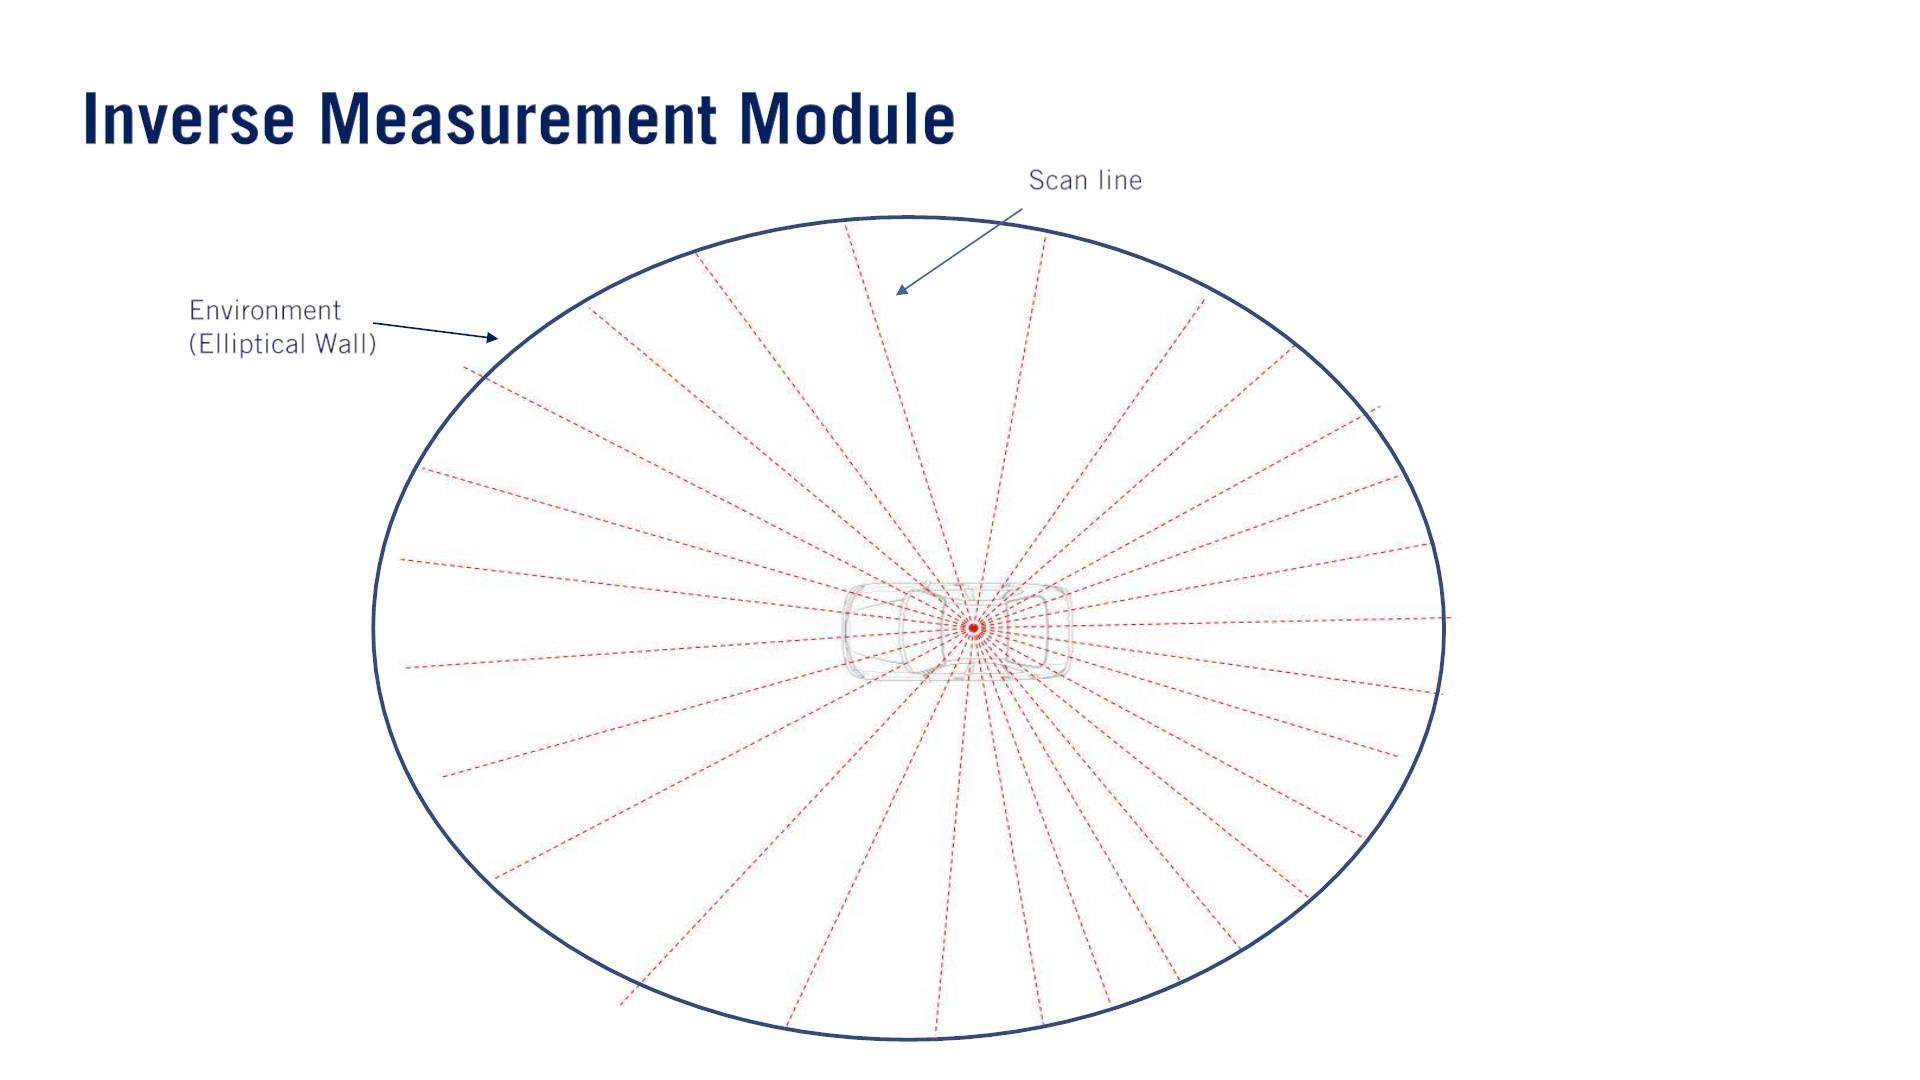 Inverse Measurement Module
Scan line
Environment
(Elliptical Wall)